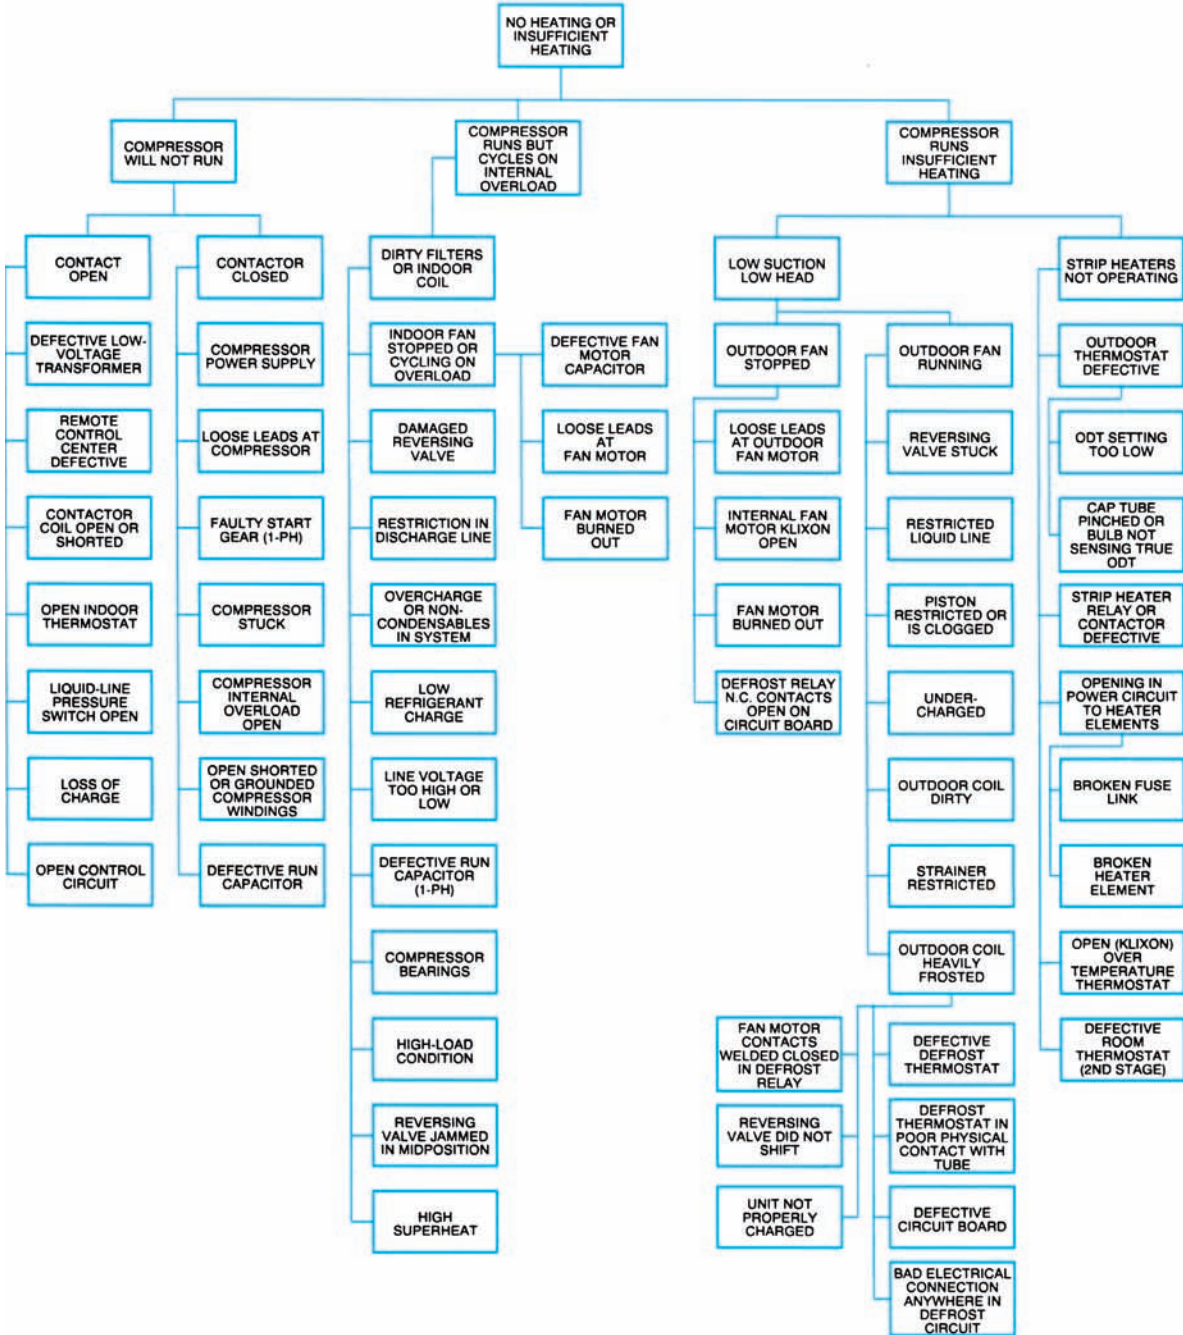 NO HEATING OR
INSUFFICIENT
HEATING
COMPRESSOR
WILL NOT RUN
COMPRESSOR
RUNS BUT
CYCLES ON
INTERNAL
OVERLOAD
COMPRESSOR
RUNS
INSUFFICIENT
HEATING
CONTACT
OPEN
DEFECTIVE LOW-
VOLTAGE
TRANSFORMER
REMOTE
CONTROL
CENTER
DEFECTIVE
CONTACTOR
COIL OPEN OR
SHORTED
OPEN INDOOR
THERMOSTAT
LIQUID-LINE
PRESSURE
SWITCH OPEN
LOSS OF
CHARGE
OPEN CONTROL
CIRCUIT
CONTACTOR
CLOSED
COMPRESSOR
POWER SUPPLY
LOOSE LEADS AT
COMPRESSOR
FAULTY START
GEAR (1-PH)
COMPRESSOR
STUCK
COMPRESSOR
INTERNAL
OVERLOAD
OPEN
OPEN SHORTED
OR GROUNDED
COMPRESSOR
WINDINGS
DEFECTIVE RUN
CAPACITOR
DIRTY FILTERS
OR INDOOR
COIL
INDOOR FAN
STOPPED OR
CYCLING ON
OVERLOAD
DAMAGED
REVERSING
VALVE
RESTRICTION IN
DISCHARGE LINE
OVERCHARGE
OR NON-
CONDENSABLES
IN SYSTEM
LOW
REFRIGERANT
CHARGE
LINE VOLTAGE
TOO HIGH OR
LOW
DEFECTIVE RUN
CAPACITOR
(1-PH)
COMPRESSOR
BEARINGS
HIGH-LOAD
CONDITION
REVERSING
VALVE JAMMED
IN MIDPOSITION
HIGH
SUPERHEAT
DEFECTIVE FAN
MOTOR
CAPACITOR
LOOSE LEADS
AT
FAN MOTOR
FAN MOTOR
BURNED
OUT
LOW SUCTION
LOW HEAD
OUTDOOR FAN
STOPPED
LOOSE LEADS
AT OUTDOOR
FAN MOTOR
INTERNAL FAN
MOTOR KLIXON
OPEN
FAN MOTOR
BURNED OUT
DEFROST RELAY
N.C. CONTACTS
OPEN ON
CIRCUIT BOARD
OUTDOOR FAN
RUNNING
REVERSING
VALVE STUCK
RESTRICTED
LIQUID LINE
PISTON
RESTRICTED OR
IS CLOGGED
UNDER-
CHARGED
OUTDOOR COIL
DIRTY
STRAINER
RESTRICTED
OUTDOOR COIL
HEAVILY
FROSTED
FAN MOTOR
CONTACTS
WELDED CLOSED
IN DEFROST
RELAY
REVERSING
VALVE DID NOT
SHIFT
UNIT NOT
PROPERLY
CHARGED
DEFECTIVE
DEFROST
THERMOSTAT
DEFROST
THERMOSTAT IN
POOR PHYSICAL
CONTACT WITH
TUBE
DEFECTIVE
CIRCUIT BOARD
BAD ELECTRICAL
CONNECTION
ANYWHERE IN
DEFROST
CIRCUIT
STRIP HEATERS
NOT OPERATING
OUTDOOR
THERMOSTAT
DEFECTIVE
ODT SETTING
TOO LOW
CAP TUBE
PINCHED OR
BULB NOT
SENSING TRUE
ODT
STRIP HEATER
RELAY OR
CONTACTOR
DEFECTIVE
OPENING IN
POWER CIRCUIT
TO HEATER
ELEMENTS
BROKEN FUSE
LINK
BROKEN
HEATER
ELEMENT
OPEN (KLIXON)
OVER
TEMPERATURE
THERMOSTAT
DEFECTIVE
ROOM
THERMOSTAT
(2ND STAGE)